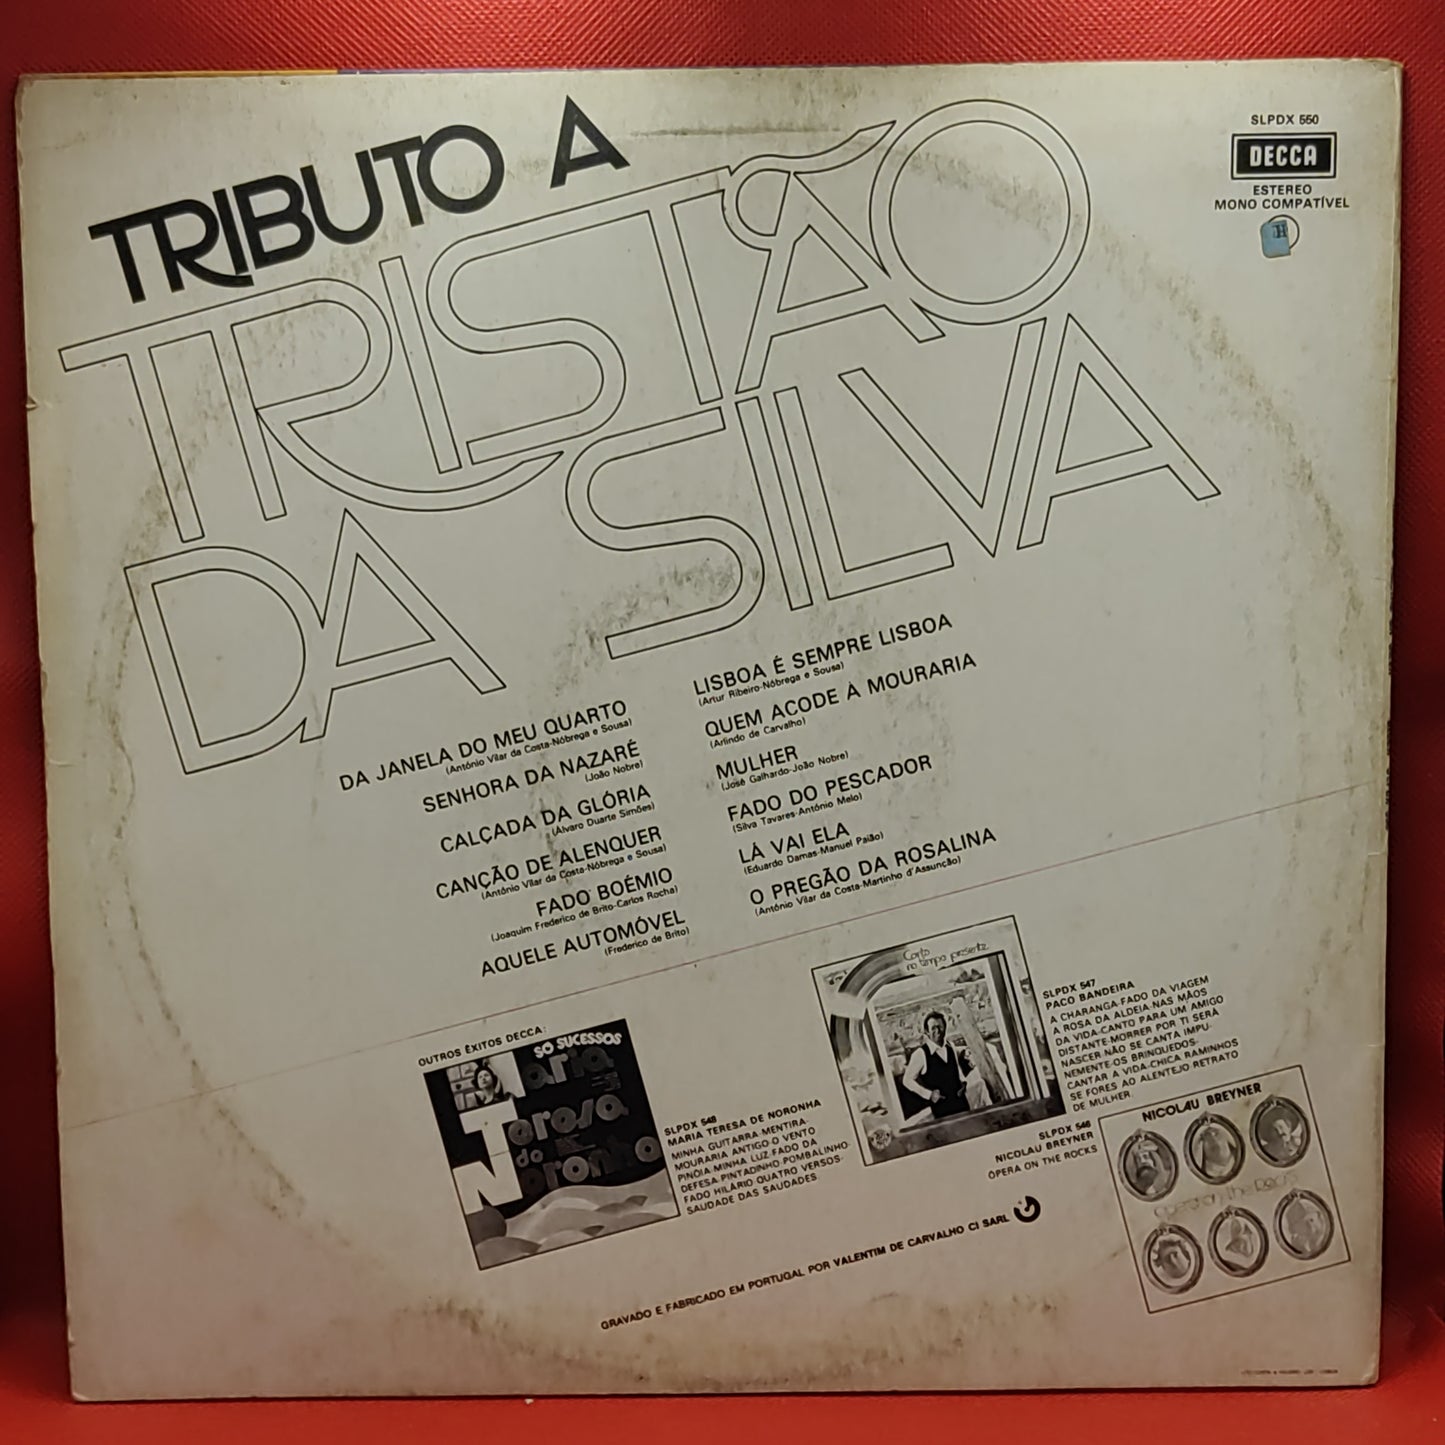 SLPDX 550
DECCA
ESTEREO
MONO COMPATÍVEL
H
TRIBUTO A
TRISTÃO
DA SILVA
DA JANELA DO MEU QUARTO
(António Vilar da Costa-Nóbrega e Sousa)
SENHORA DA NAZARÉ
(João Nobre)
CALÇADA DA GLÓRIA
(Álvaro Duarte Simões)
CANÇÃO DE ALENQUER
(António Vilar da Costa-Nóbrega e Sousa)
FADO BOÉMIO
(Joaquim Frederico de Brito-Carlos Rocha)
AQUELE AUTOMÓVEL
(Frederico de Brito)
LISBOA É SEMPRE LISBOA
(Artur Ribeiro-Nóbrega e Sousa)
QUEM ACODE À MOURARIA
(Arlindo de Carvalho)
MULHER
(José Galhardo-João Nobre)
FADO DO PESCADOR
(Silva Tavares-António Melo)
LÁ VAI ELA
(Eduardo Damas-Manuel Paião)
O PREGÃO DA ROSALINA
(António Vilar da Costa-Martinho d'Assunção)
OUTROS ÊXITOS DECCA:
SÓ SUCESSOS
Maria
Teresa
de
Noronha
SLPDX 548
MARIA TERESA DE NORONHA
MINHA GUITARRA-MENTIRA-
MOURARIA ANTIGO-O VENTO
PINÓIA-MINHA LUZ-FADO DA
DEFESA-PINTADINHO-POMBALINHO-
FADO HILÁRIO-QUATRO VERSOS-
SAUDADE DAS SAUDADES
Canto
no tempo presente
SLPDX 547
PACO BANDEIRA
A CHARANGA-FADO DA VIAGEM
A ROSA DA ALDEIA-NAS MÃOS
DA VIDA-CANTO PARA UM AMIGO
DISTANTE-MORRER POR TI SERÁ
NASCER-NÃO SE CANTA IMPU-
NEMENTE-OS BRINQUEDOS-
CANTAR A VIDA-CHICA RAMINHOS
SE FORES AO ALENTEJO RETRATO
DE MULHER.
SLPDX 546
NICOLAU BREYNER
ÓPERA ON THE ROCKS
NICOLAU BREYNER
opera on the Rocks
GRAVADO E FABRICADO EM PORTUGAL POR VALENTIM DE CARVALHO CI SARL